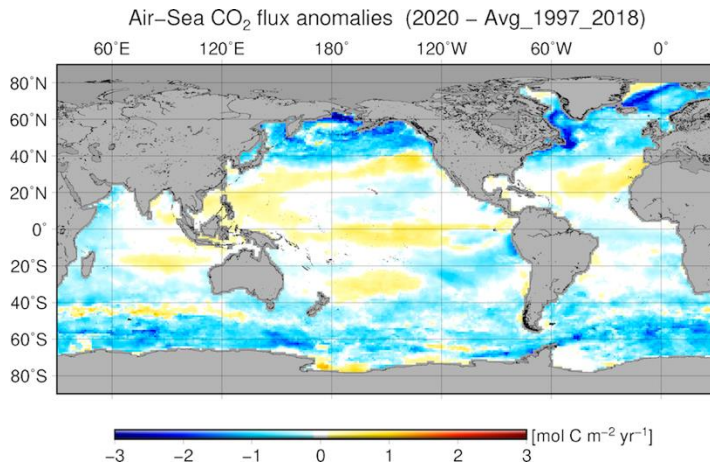 Air–Sea CO₂ flux anomalies (2020 – Avg_1997_2018)
60˚E 120˚E 180˚ 120˚W 60˚W 0˚
80˚N
60˚N
40˚N
20˚N
0˚
20˚S
40˚S
60˚S
80˚S
[mol C m⁻² yr⁻¹]
−3 −2 −1 0 1 2 3